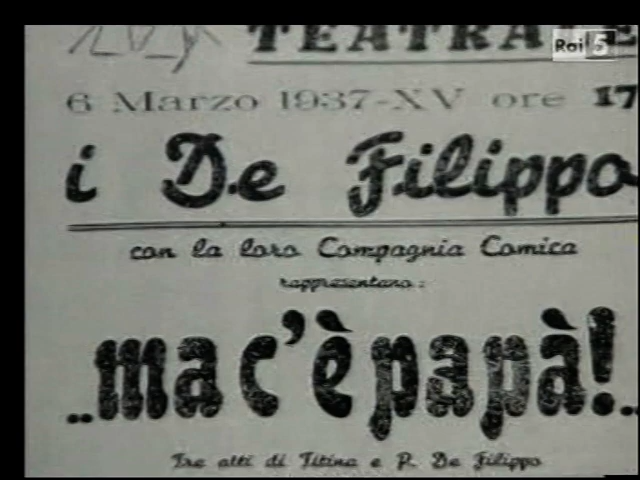 TEATRALE
Rai 5
6 Marzo 1937-XV ore 17
i De Filippo
con la loro Compagnia Comica
rappresentano:
..ma c'è papà!..
Tre atti di Titina e P. De Filippo